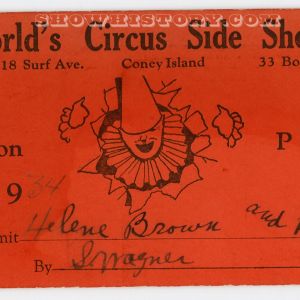 SHOWHISTORY.COM
orld's Circus Side Sho
18 Surf Ave. Coney Island 33 Bo
on P
9 34
mit Helene Brown and
By S. Wagner